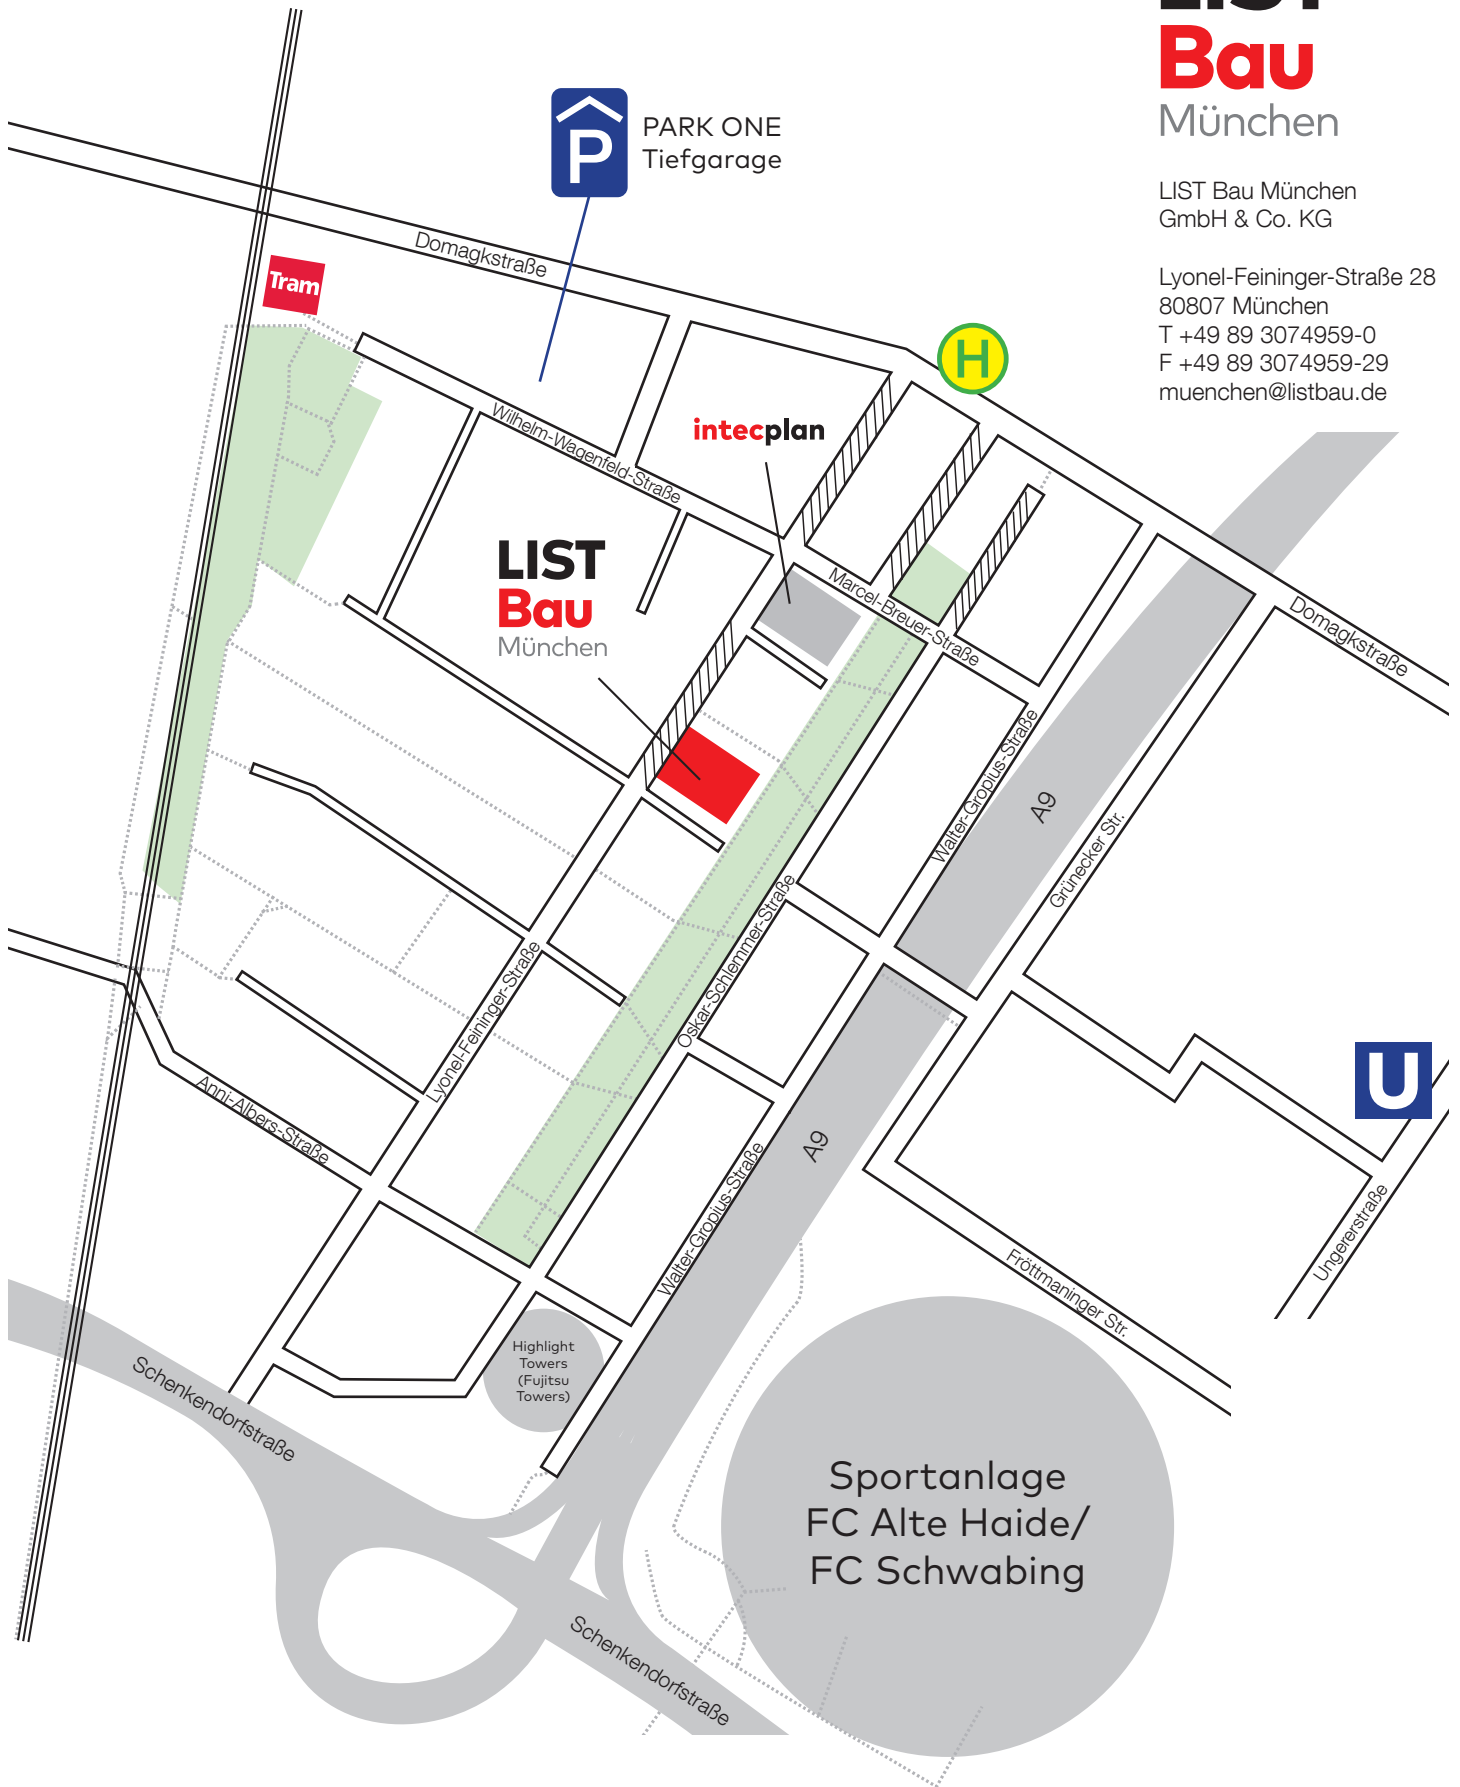 LIST
Bau
München
LIST Bau München
GmbH & Co. KG
Lyonel-Feininger-Straße 28
80807 München
T +49 89 3074959-0
F +49 89 3074959-29
muenchen@listbau.de
P
PARK ONE
Tiefgarage
Domagkstraße
Tram
H
intecplan
Wilhelm-Wagenfeld-Straße
LIST
Bau
München
Marcel-Breuer-Straße
Domagkstraße
Walter-Gropius-Straße
A9
Grünecker Str.
Oskar-Schlemmer-Straße
Lyonel-Feininger-Straße
U
Anni-Albers-Straße
A9
Walter-Gropius-Straße
Ungererstraße
Fröttmaninger Str.
Highlight
Towers
(Fujitsu
Towers)
Schenkendorfstraße
Sportanlage
FC Alte Haide/
FC Schwabing
Schenkendorfstraße